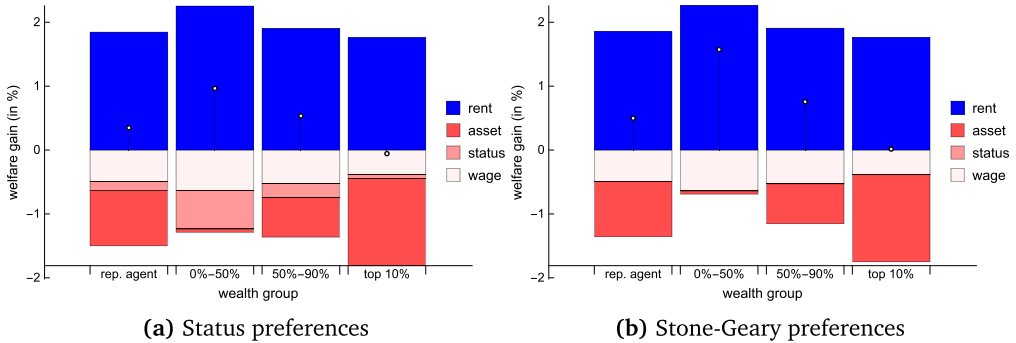 2
1
0
−1
−2
welfare gain (in %)
rep. agent
0%−50%
50%−90%
top 10%
wealth group
rent
asset
status
wage
(a) Status preferences
2
1
0
−1
−2
welfare gain (in %)
rep. agent
0%−50%
50%−90%
top 10%
wealth group
rent
asset
status
wage
(b) Stone-Geary preferences